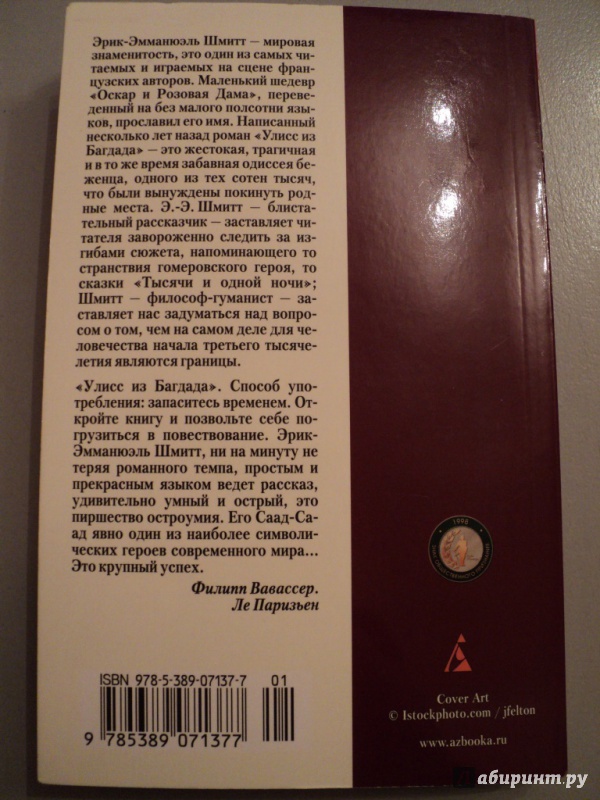 Эрик-Эмманюэль Шмитт — мировая
знаменитость, это один из самых чи-
таемых и играемых на сцене фран-
цузских авторов. Маленький шедевр
«Оскар и Розовая Дама», переве-
денный на без малого полсотни язы-
ков, прославил его имя. Написанный
несколько лет назад роман «Улисс из
Багдада» — это жестокая, трагичная
и в то же время забавная одиссея бе-
женца, одного из тех сотен тысяч,
что были вынуждены покинуть род-
ные места. Э.-Э. Шмитт — блиста-
тельный рассказчик — заставляет чи-
тателя завороженно следить за из-
гибами сюжета, напоминающего то
странствия гомеровского героя, то
сказки «Тысячи и одной ночи»;
Шмитт — философ-гуманист — за-
ставляет нас задуматься над вопро-
сом о том, чем на самом деле для че-
ловечества начала третьего тысяче-
летия являются границы.
«Улисс из Багдада». Способ упо-
требления: запаситесь временем. От-
кройте книгу и позвольте себе по-
грузиться в повествование. Эрик-
Эмманюэль Шмитт, ни на минуту не
теряя романного темпа, простым и
прекрасным языком ведет рассказ,
удивительно умный и острый, это
пиршество остроумия. Его Саад-Са-
ад явно один из наиболее символи-
ческих героев современного мира...
Это крупный успех.
Филипп Вавассер.
Ле Паризьен
ISBN 978-5-389-07137-7 01
9 785389 071377
1998
Cover Art
© Istockphoto.com / jfelton
www.azbooka.ru
абиринт.ру